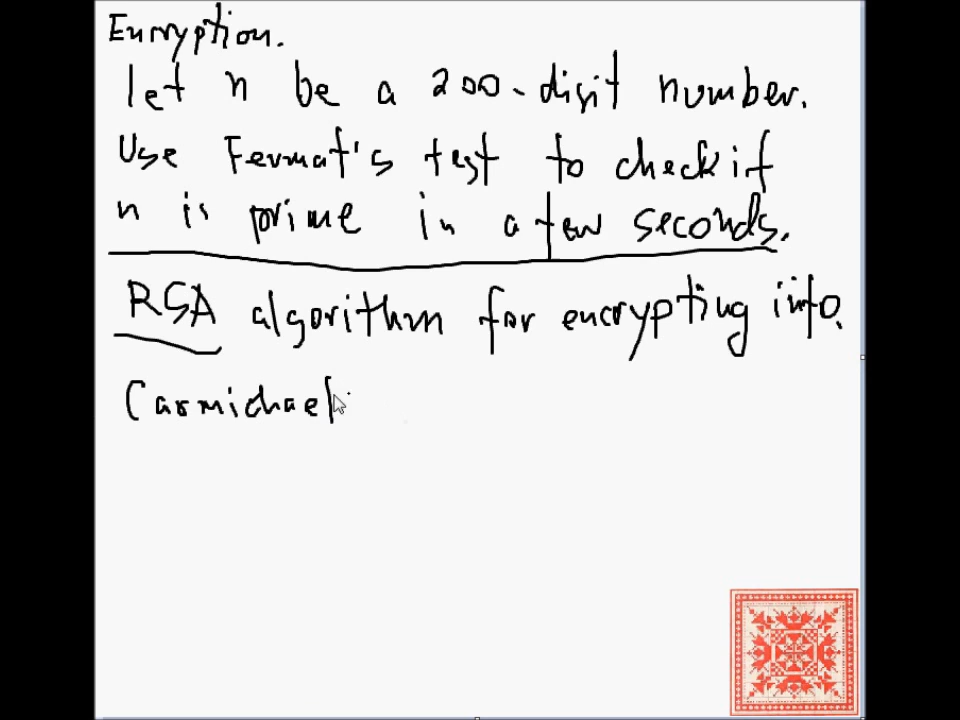 Encryption.
let n be a 200-digit number.
Use Fermat's test to check if
n is prime in a few seconds.
RSA algorithm for encrypting info.
Carmichael